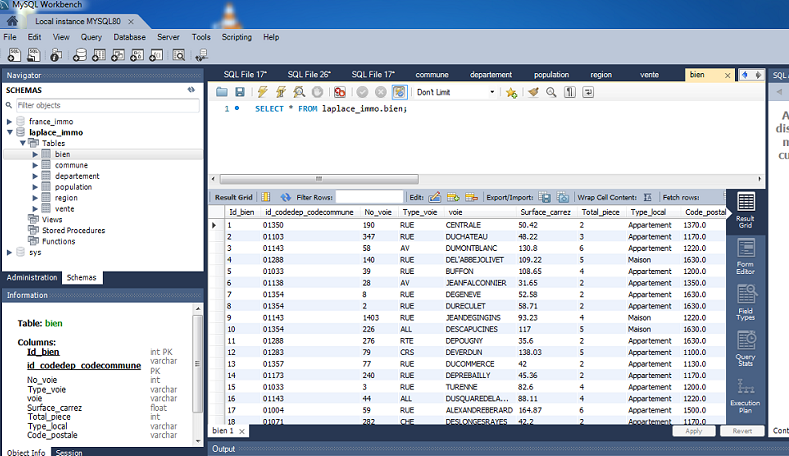 MySQL Workbench
Local instance MYSQL80
File Edit View Query Database Server Tools Scripting Help
Navigator
SCHEMAS
Filter objects
france_immo
laplace_immo
Tables
bien
commune
departement
population
region
vente
Views
Stored Procedures
Functions
sys
Administration Schemas
Information
Table: bien
Columns:
Id_bien int PK
id_codedep_codecommune varchar PK
No_voie int
Type_voie varchar
voie varchar
Surface_carrez float
Total_piece int
Type_local varchar
Code_postale varchar
Object Info Session
SQL File 17* SQL File 26* SQL File 17* commune departement population region vente bien
Don't Limit
1 SELECT * FROM laplace_immo.bien;
Result Grid Filter Rows: Edit: Export/Import: Wrap Cell Content: Fetch rows:
Id_bien id_codedep_codecommune No_voie Type_voie voie Surface_carrez Total_piece Type_local Code_postal
1 01350 190 RUE CENTRALE 50.42 2 Appartement 1370.0
2 01103 347 RUE DUCHATEAU 48.22 3 Appartement 1170.0
3 01143 58 AV DUMONTBLANC 130.8 6 Appartement 1220.0
4 01288 140 RUE DEL'ABBEJOLIVET 109.22 5 Maison 1630.0
5 01033 39 RUE BUFFON 108.65 4 Appartement 1200.0
6 01138 28 AV JEANFALCONNIER 31.65 2 Appartement 1350.0
7 01354 8 RUE DEGENEVE 52.58 2 Appartement 1630.0
8 01354 2 RUE DURECULET 58.71 2 Appartement 1630.0
9 01143 1403 RUE JEANDEGINGINS 93.23 4 Maison 1220.0
10 01354 226 ALL DESCAPUCINES 117 5 Maison 1630.0
11 01288 276 RTE DEPOUGNY 35.6 2 Appartement 1630.0
12 01283 79 CRS DEVERDUN 138.03 5 Appartement 1100.0
13 01357 77 RUE DUCOMMERCE 42 2 Appartement 1130.0
14 01173 240 RUE DEPREBAILLY 45.36 2 Appartement 1170.0
15 01033 3 RUE TURENNE 82.6 4 Appartement 1200.0
16 01143 44 ALL DUSQUAREDELA... 88.11 4 Appartement 1220.0
17 01004 59 RUE ALEXANDREBERARD 164.87 6 Appartement 1500.0
18 01071 282 CHE DESLONGESRAYES 42.2 2 Appartement 1170.0
Result Grid
Form Editor
Field Types
Query Stats
Execution Plan
bien 1
Apply Revert
Output